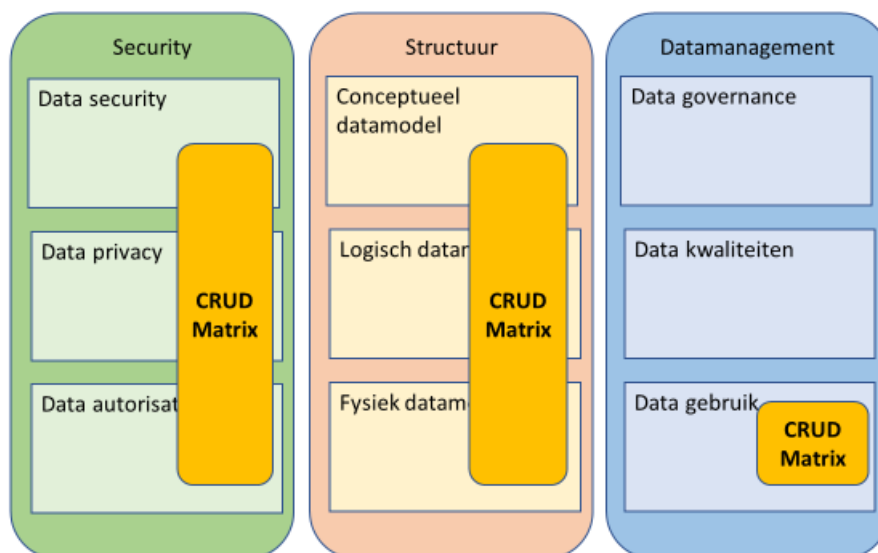 Security
Data security
Data privacy
Data autorisat
CRUD
Matrix
Structuur
Conceptueel
datamodel
Logisch datam
Fysiek datam
CRUD
Matrix
Datamanagement
Data governance
Data kwaliteiten
Data gebruik
CRUD
Matrix